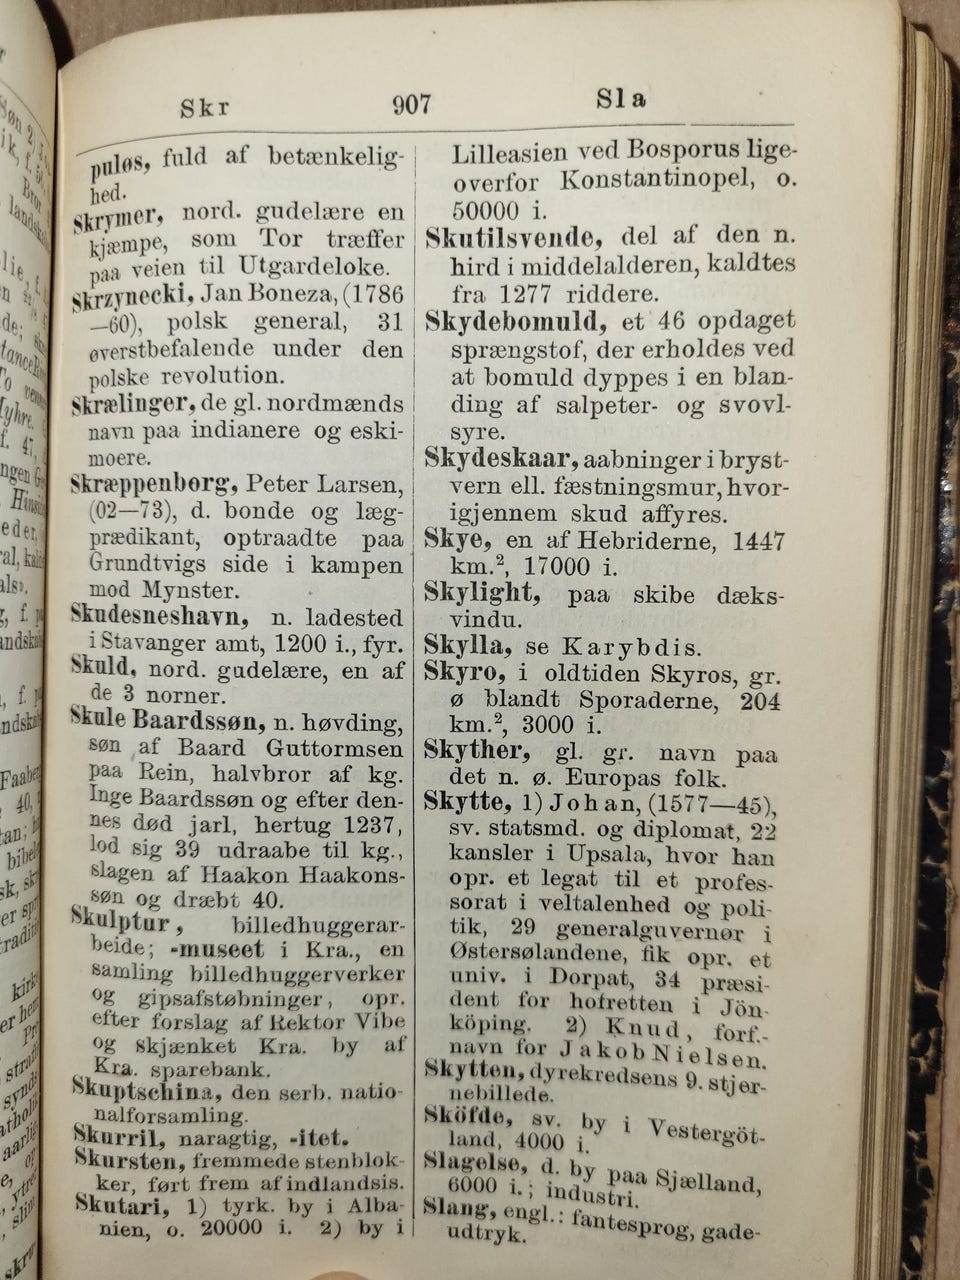 Skr
907
Sla
puløs, fuld af betænkelig-
hed.
Skrymer, nord. gudelære en
kjæmpe, som Tor træffer
paa veien til Utgardeloke.
Skrzynecki, Jan Boneza, (1786
—60), polsk general, 31
øverstbefalende under den
polske revolution.
Skrælinger, de gl. nordmænds
navn paa indianere og eski-
moere.
Skræppenborg, Peter Larsen,
(02—73), d. bonde og læg-
prædikant, optraadte paa
Grundtvigs side i kampen
mod Mynster.
Skudesneshavn, n. ladested
i Stavanger amt, 1200 i., fyr.
Skuld, nord. gudelære, en af
de 3 norner.
Skule Baardssøn, n. høvding,
søn af Baard Guttormsen
paa Rein, halvbror af kg.
Inge Baardssøn og efter den-
nes død jarl, hertug 1237,
lod sig 39 udraabe til kg.,
slagen af Haakon Haakons-
søn og dræbt 40.
Skulptur, billedhuggerar-
beide; -museet i Kra., en
samling billedhuggerverker
og gipsafstøbninger, opr.
efter forslag af Rektor Vibe
og skjænket Kra. by af
Kra. sparebank.
Skuptschina, den serb. natio-
nalforsamling.
Skurril, naragtig, -itet.
Skursten, fremmede stenblok-
ker, ført frem af indlandsis.
Skutari, 1) tyrk. by i Alba-
nien, o. 20000 i. 2) by i
Lilleasien ved Bosporus lige-
overfor Konstantinopel, o.
50000 i.
Skutilsvende, del af den n.
hird i middelalderen, kaldtes
fra 1277 riddere.
Skydebomuld, et 46 opdaget
sprængstof, der erholdes ved
at bomuld dyppes i en blan-
ding af salpeter- og svovl-
syre.
Skydeskaar, aabninger i bryst-
vern ell. fæstningsmur, hvor-
igjennem skud affyres.
Skye, en af Hebriderne, 1447
km.², 17000 i.
Skylight, paa skibe dæks-
vindu.
Skylla, se Karybdis.
Skyro, i oldtiden Skyros, gr.
ø blandt Sporaderne, 204
km.², 3000 i.
Skyther, gl. gr. navn paa
det n. ø. Europas folk.
Skytte, 1) Johan, (1577—45),
sv. statsmd. og diplomat, 22
kansler i Upsala, hvor han
opr. et legat til et profes-
sorat i veltalenhed og poli-
tik, 29 generalguvernør i
Østersølandene, fik opr. et
univ. i Dorpat, 34 præsi-
dent for hofretten i Jön-
köping. 2) Knud, forf.-
navn for Jakob Nielsen.
Skytten, dyrekredsens 9. stjer-
nebillede.
Sköfde, sv. by i Vestergöt-
land, 4000 i.
Slagelse, d. by paa Sjælland,
6000 i.; industri.
Slang, engl.: fantesprog, gade-
udtryk.